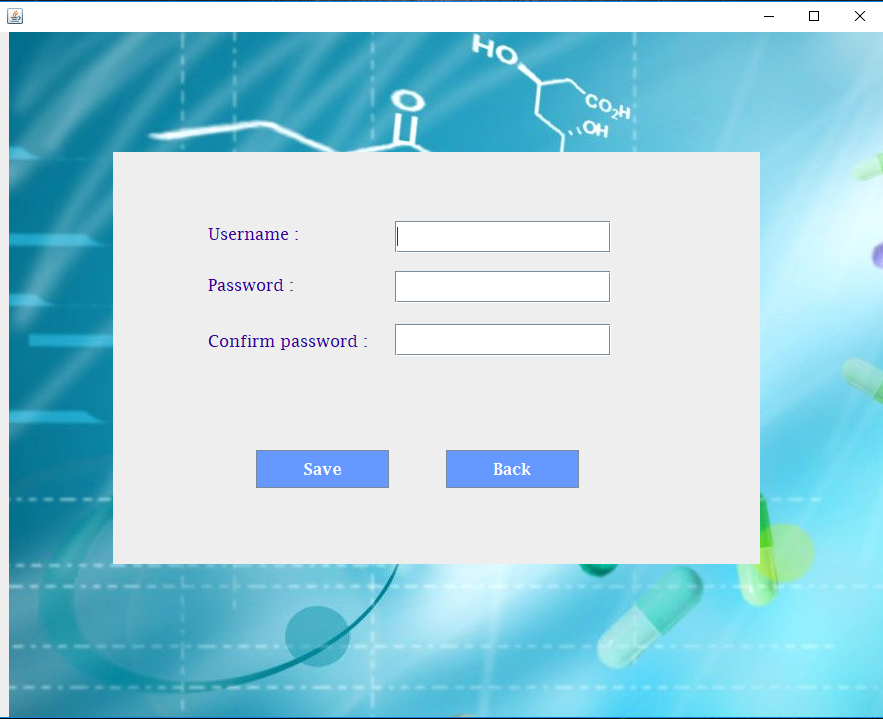 HO
O
CO₂H
OH
Username :
Password :
Confirm password :
Save Back